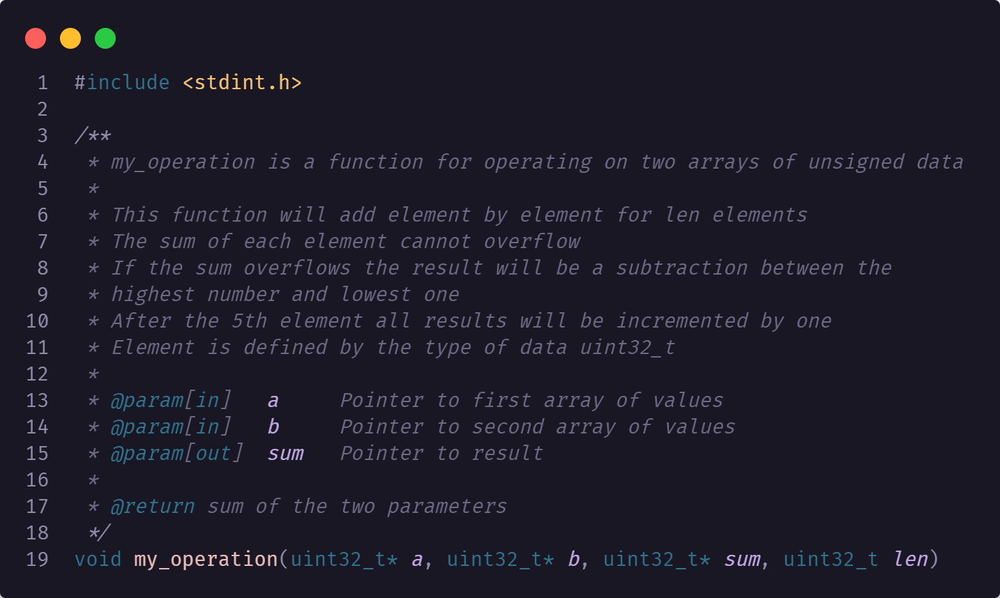 1 #include <stdint.h>
2
3 /**
4  * my_operation is a function for operating on two arrays of unsigned data
5  *
6  * This function will add element by element for len elements
7  * The sum of each element cannot overflow
8  * If the sum overflows the result will be a subtraction between the
9  * highest number and lowest one
10  * After the 5th element all results will be incremented by one
11  * Element is defined by the type of data uint32_t
12  *
13  * @param[in]   a     Pointer to first array of values
14  * @param[in]   b     Pointer to second array of values
15  * @param[out]  sum   Pointer to result
16  *
17  * @return sum of the two parameters
18  */
19 void my_operation(uint32_t* a, uint32_t* b, uint32_t* sum, uint32_t len)